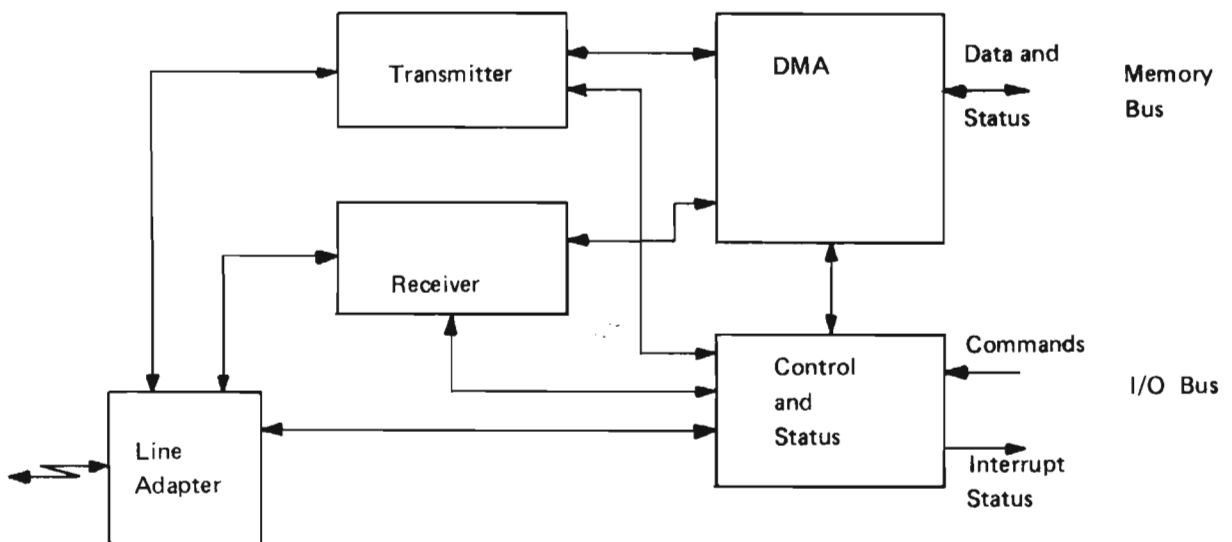 Transmitter
DMA
Data and
Status
Memory
Bus
Receiver
Control
and
Status
Commands
I/O Bus
Interrupt
Status
Line
Adapter